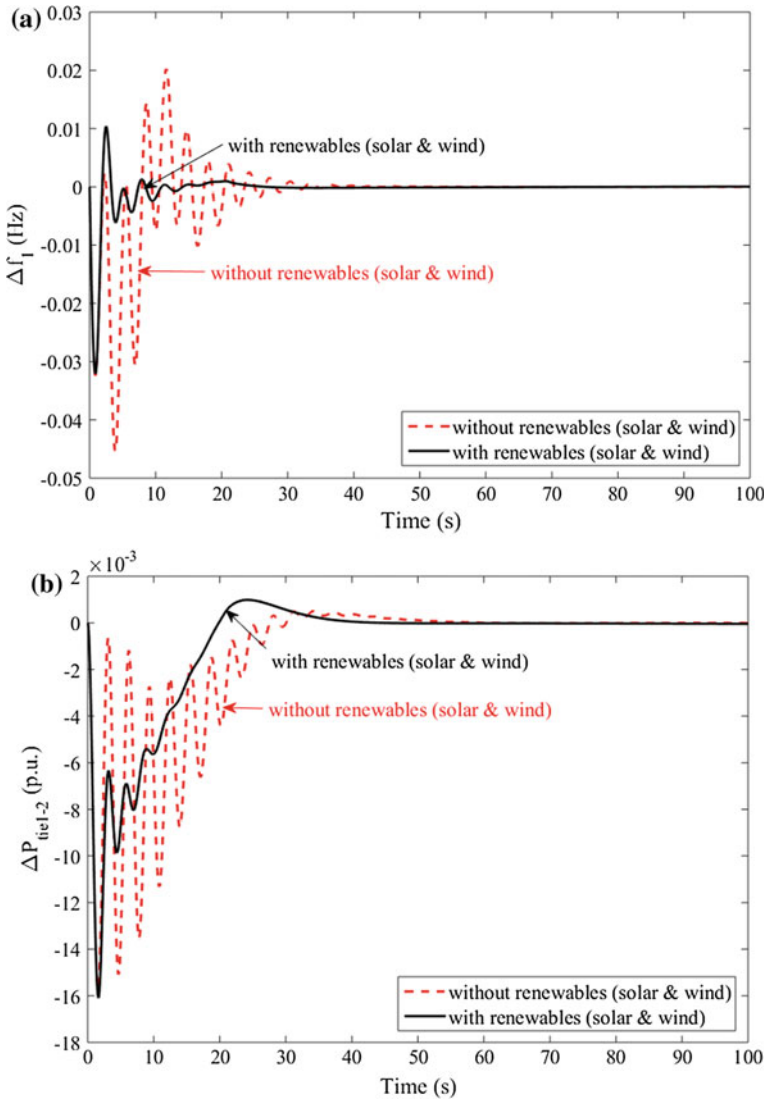 (a)
0.03
0.02
0.01
0
-0.01
-0.02
-0.03
-0.04
-0.05
Δf1 (Hz)
with renewables (solar & wind)
without renewables (solar & wind)
without renewables (solar & wind)
with renewables (solar & wind)
0 10 20 30 40 50 60 70 80 90 100
Time (s)
(b)
×10⁻³
2
0
-2
-4
-6
-8
-10
-12
-14
-16
-18
ΔPtie1-2 (p.u.)
with renewables (solar & wind)
without renewables (solar & wind)
without renewables (solar & wind)
with renewables (solar & wind)
0 10 20 30 40 50 60 70 80 90 100
Time (s)